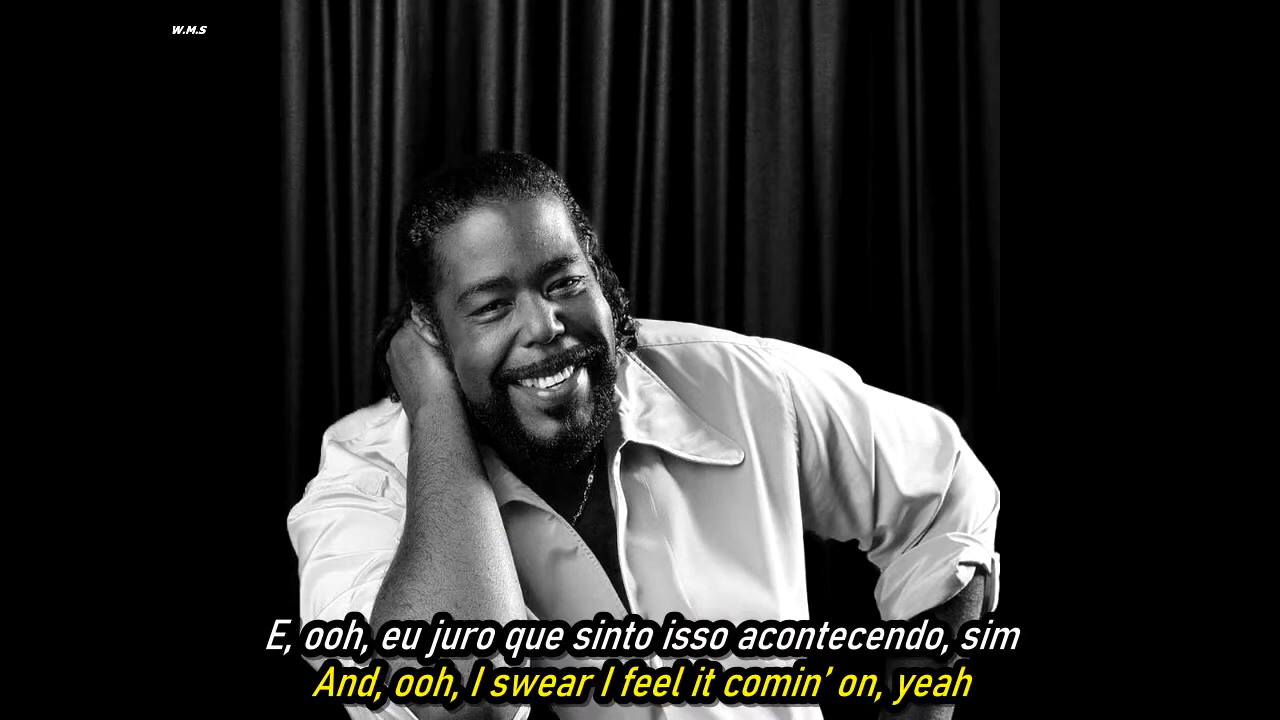 W.M.S
E, ooh, eu juro que sinto isso acontecendo, sim
And, ooh, I swear I feel it comin’ on, yeah